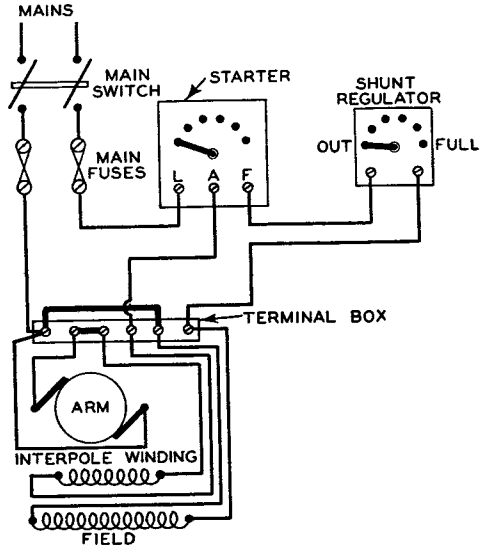 MAINS
MAIN
SWITCH
STARTER
SHUNT
REGULATOR
OUT
FULL
MAIN
FUSES
L A F
TERMINAL BOX
ARM
INTERPOLE WINDING
FIELD